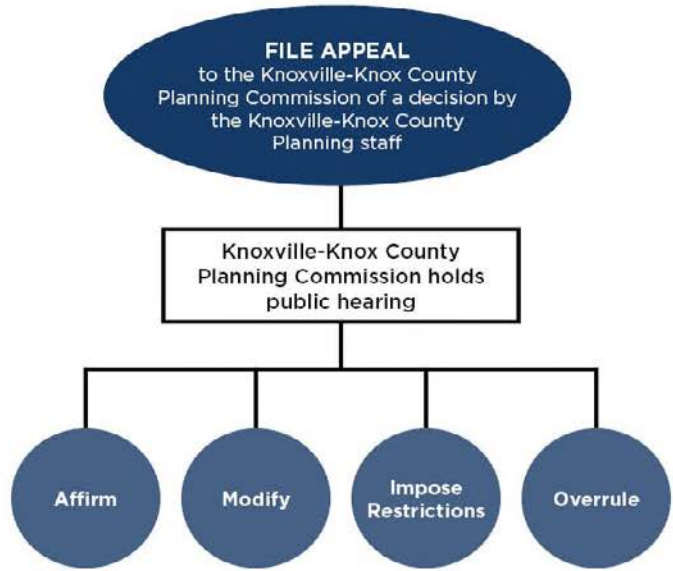 FILE APPEAL
to the Knoxville-Knox County
Planning Commission of a decision by
the Knoxville-Knox County
Planning staff
Knoxville-Knox County
Planning Commission holds
public hearing
Affirm
Modify
Impose
Restrictions
Overrule